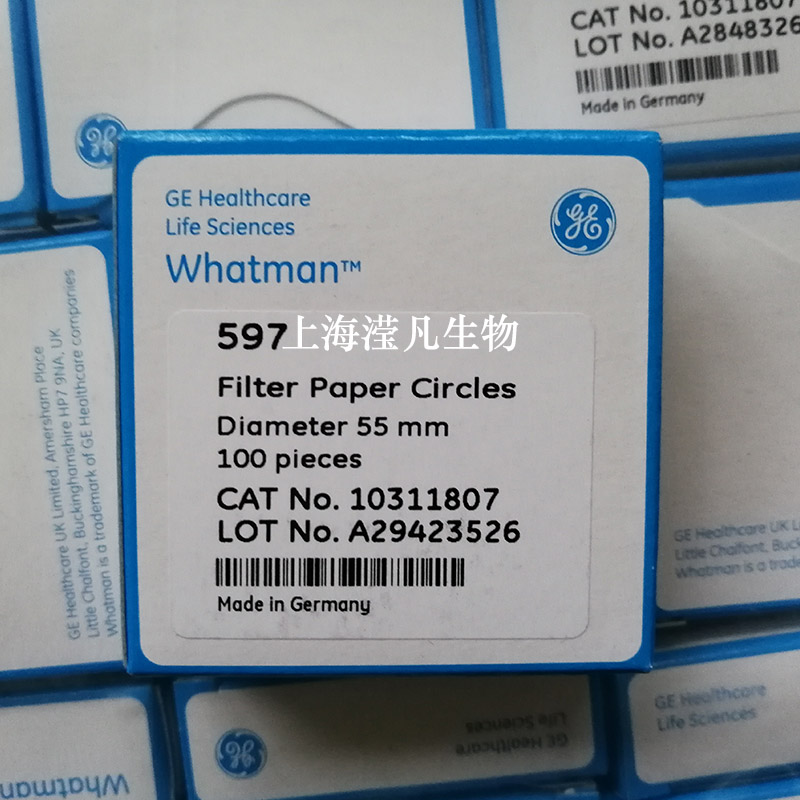 CAT No. 10311807
LOT No. A2848326
Made in Germany
GE
GE Healthcare
Life Sciences
Whatman™
GE
597上海滢凡生物
Filter Paper Circles
Diameter 55 mm
100 pieces
CAT No. 10311807
LOT No. A29423526
Made in Germany
GE Healthcare UK Limited, Amersham Place
Little Chalfont, Buckinghamshire HP7 9NA, UK
Whatman is a trademark of GE Healthcare companies
GE Healthcare UK
Little Chalfont, Buck
Whatman is a trade
GE Healthcare
Life Sciences
GE
GE Healthcare
Life Sciences
Whatman